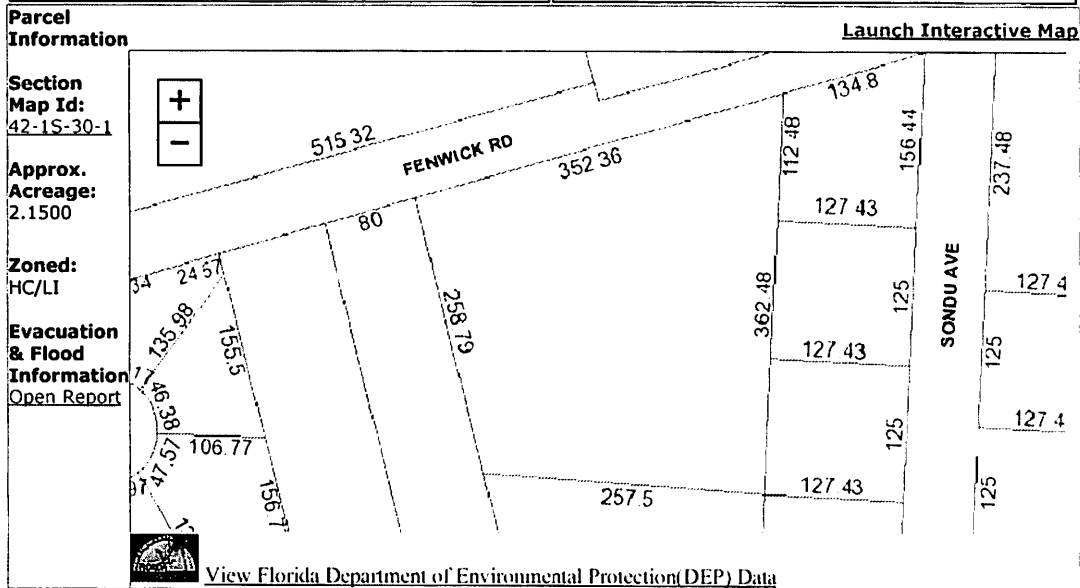 Parcel
Information
Launch Interactive Map
Section
Map Id:
42-1S-30-1
Approx.
Acreage:
2.1500
Zoned:
HC/LI
Evacuation
& Flood
Information
Open Report
+
−
515.32
FENWICK RD
352 36
134.8
80
24 57
34
135.98
155.5
17
46.38
106.77
47.57
97
156.7
258 79
257.5
112 48
362.48
156 44
127 43
125
127.43
125
127.43
SONDU AVE
237.48
127 4
125
127 4
125
View Florida Department of Environmental Protection(DEP) Data